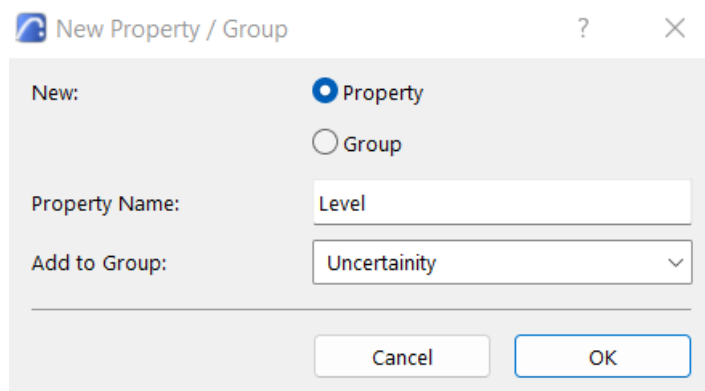 New Property / Group ?
New: Property
Group
Property Name: Level
Add to Group: Uncertainity
Cancel OK